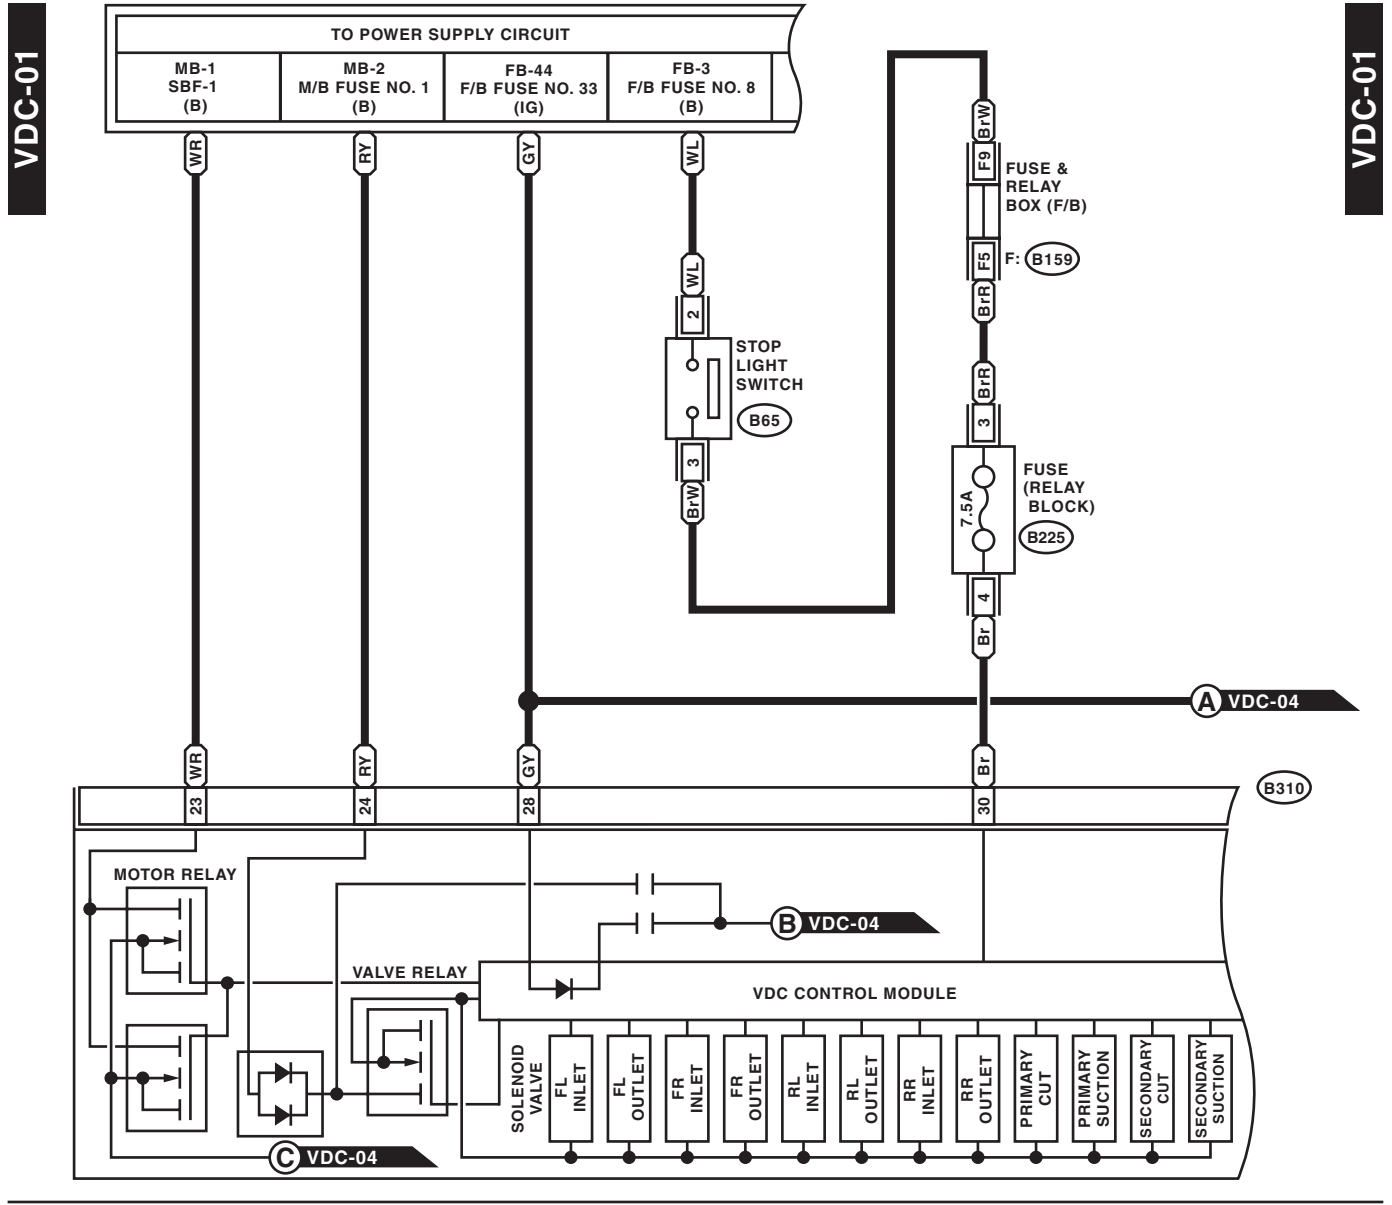 VDC-01
VDC-01
TO POWER SUPPLY CIRCUIT
MB-1
SBF-1
(B)
MB-2
M/B FUSE NO. 1
(B)
FB-44
F/B FUSE NO. 33
(IG)
FB-3
F/B FUSE NO. 8
(B)
WR
RY
GY
WL
BrW
F9
FUSE &
RELAY
BOX (F/B)
F5
F: B159
BrR
WL
2
STOP
LIGHT
SWITCH
B65
3
BrW
BrR
3
7.5A
FUSE
(RELAY
BLOCK)
B225
4
Br
A VDC-04
WR
RY
GY
Br
B310
23
24
28
30
MOTOR RELAY
B VDC-04
VALVE RELAY
VDC CONTROL MODULE
SOLENOID
VALVE
FL
INLET
FL
OUTLET
FR
INLET
FR
OUTLET
RL
INLET
RL
OUTLET
RR
INLET
RR
OUTLET
PRIMARY
CUT
PRIMARY
SUCTION
SECONDARY
CUT
SECONDARY
SUCTION
C VDC-04